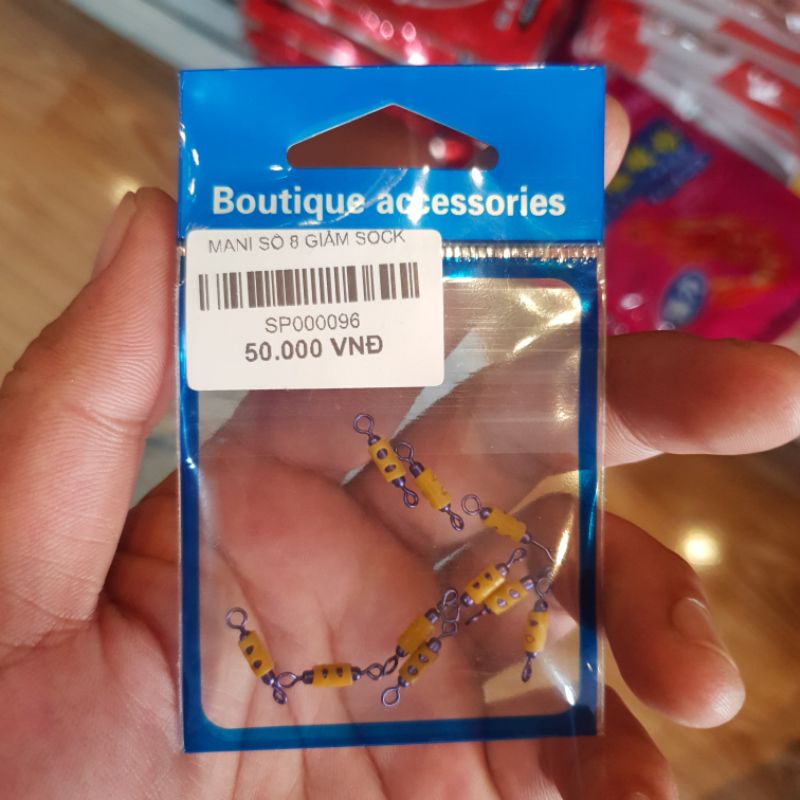 Boutique accessories
MANI SỐ 8 GIẢM SOCK
SP000096
50.000 VNĐ